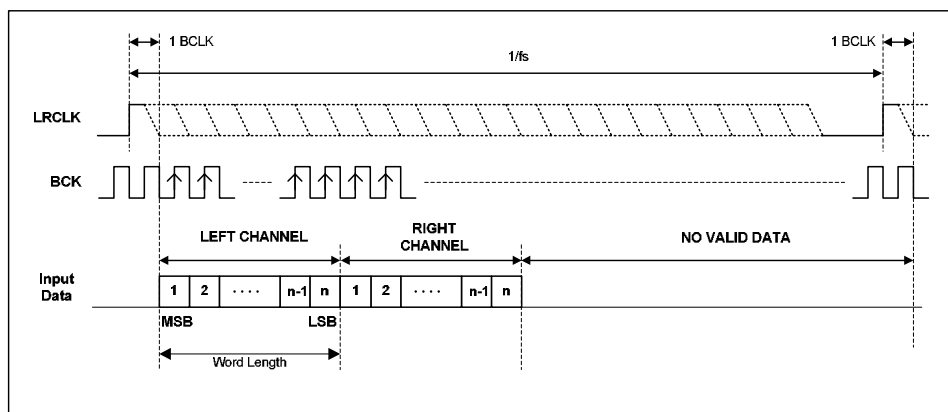 1 BCLK
1 BCLK
1/fs
LRCLK
BCK
LEFT CHANNEL
RIGHT
CHANNEL
NO VALID DATA
Input
Data
1 2 . . . . n-1 n 1 2 . . . . n-1 n
MSB
LSB
Word Length